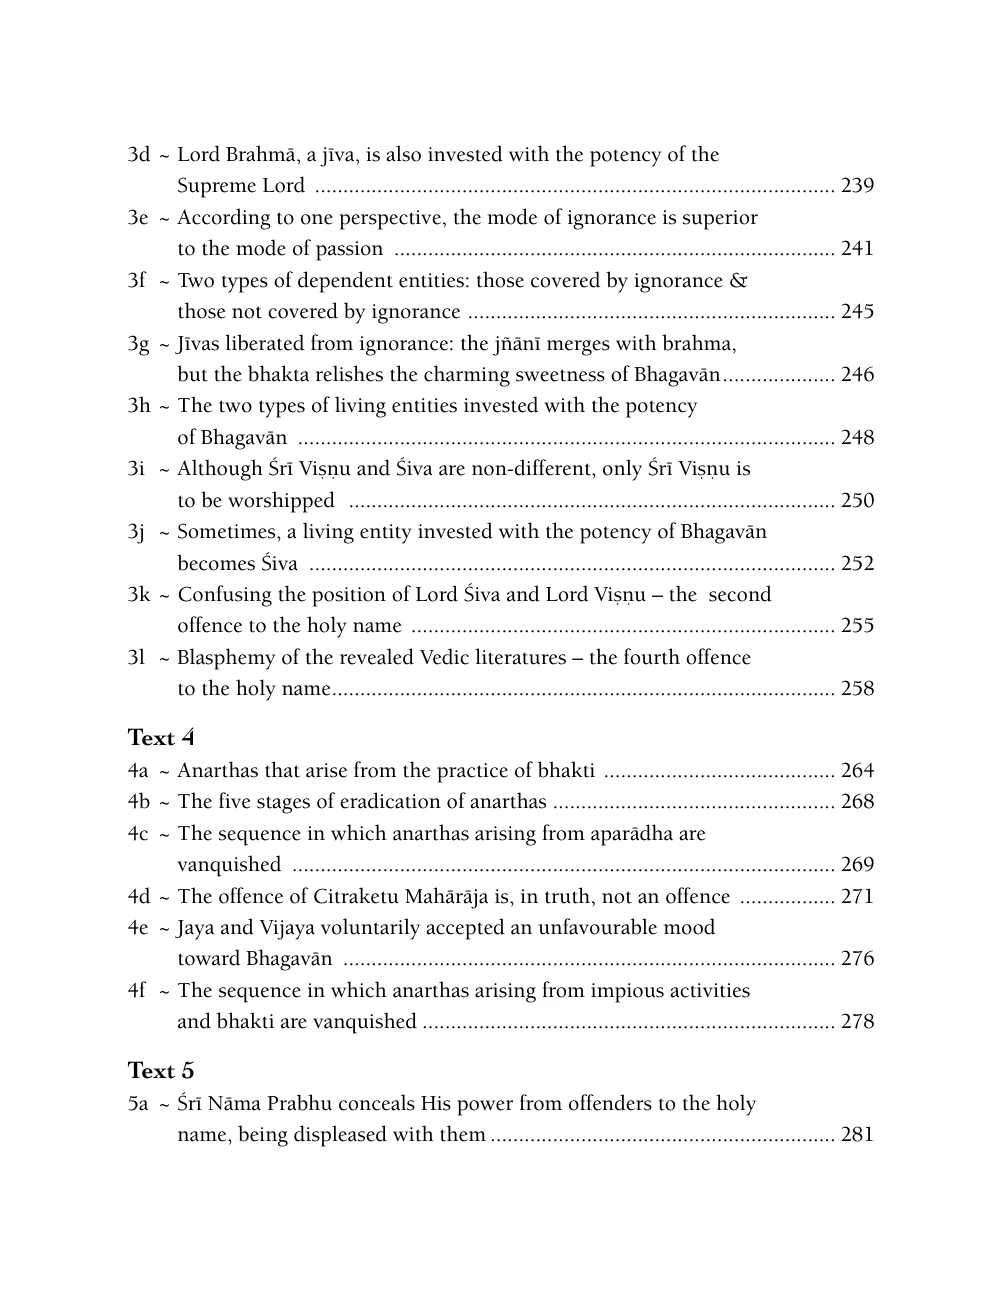 3d ~ Lord Brahmā, a jīva, is also invested with the potency of the
Supreme Lord ............................................................................................ 239
3e ~ According to one perspective, the mode of ignorance is superior
to the mode of passion .............................................................................. 241
3f ~ Two types of dependent entities: those covered by ignorance &
those not covered by ignorance ................................................................. 245
3g ~ Jīvas liberated from ignorance: the jñānī merges with brahma,
but the bhakta relishes the charming sweetness of Bhagavān.................... 246
3h ~ The two types of living entities invested with the potency
of Bhagavān ............................................................................................... 248
3i ~ Although Śrī Viṣṇu and Śiva are non-different, only Śrī Viṣṇu is
to be worshipped ...................................................................................... 250
3j ~ Sometimes, a living entity invested with the potency of Bhagavān
becomes Śiva ............................................................................................. 252
3k ~ Confusing the position of Lord Śiva and Lord Viṣṇu – the second
offence to the holy name ........................................................................... 255
3l ~ Blasphemy of the revealed Vedic literatures – the fourth offence
to the holy name......................................................................................... 258
Text 4
4a ~ Anarthas that arise from the practice of bhakti ......................................... 264
4b ~ The five stages of eradication of anarthas .................................................. 268
4c ~ The sequence in which anarthas arising from aparādha are
vanquished ................................................................................................ 269
4d ~ The offence of Citraketu Mahārāja is, in truth, not an offence ................. 271
4e ~ Jaya and Vijaya voluntarily accepted an unfavourable mood
toward Bhagavān ....................................................................................... 276
4f ~ The sequence in which anarthas arising from impious activities
and bhakti are vanquished ......................................................................... 278
Text 5
5a ~ Śrī Nāma Prabhu conceals His power from offenders to the holy
name, being displeased with them ............................................................. 281